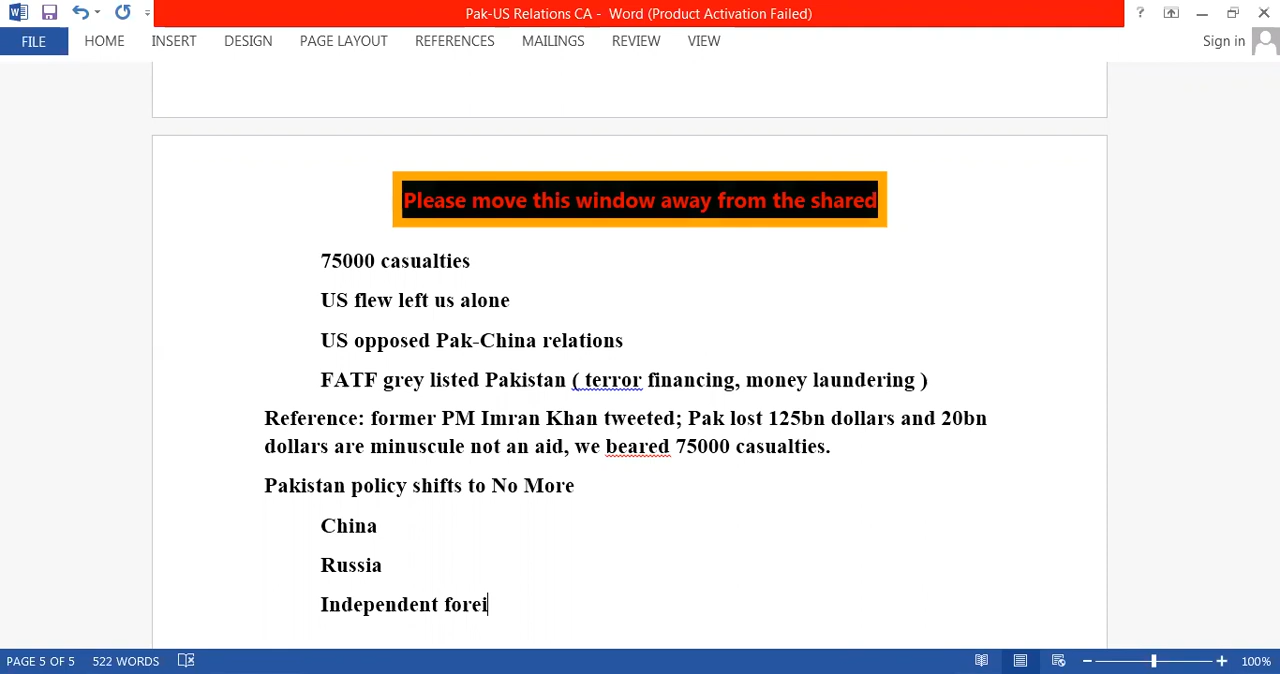 Pak-US Relations CA - Word (Product Activation Failed)
?
FILE HOME INSERT DESIGN PAGE LAYOUT REFERENCES MAILINGS REVIEW VIEW Sign in
Please move this window away from the shared
75000 casualties
US flew left us alone
US opposed Pak-China relations
FATF grey listed Pakistan ( terror financing, money laundering )
Reference: former PM Imran Khan tweeted; Pak lost 125bn dollars and 20bn
dollars are minuscule not an aid, we beared 75000 casualties.
Pakistan policy shifts to No More
China
Russia
Independent forei
PAGE 5 OF 5 522 WORDS 100%